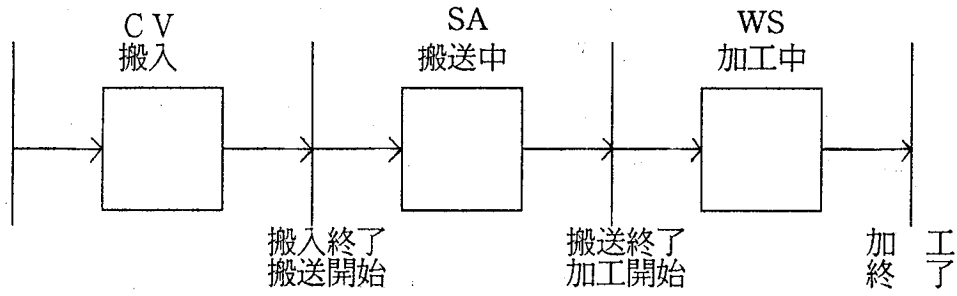 CV
搬入
SA
搬送中
WS
加工中
搬入終了
搬送開始
搬送終了
加工開始
加工
終了